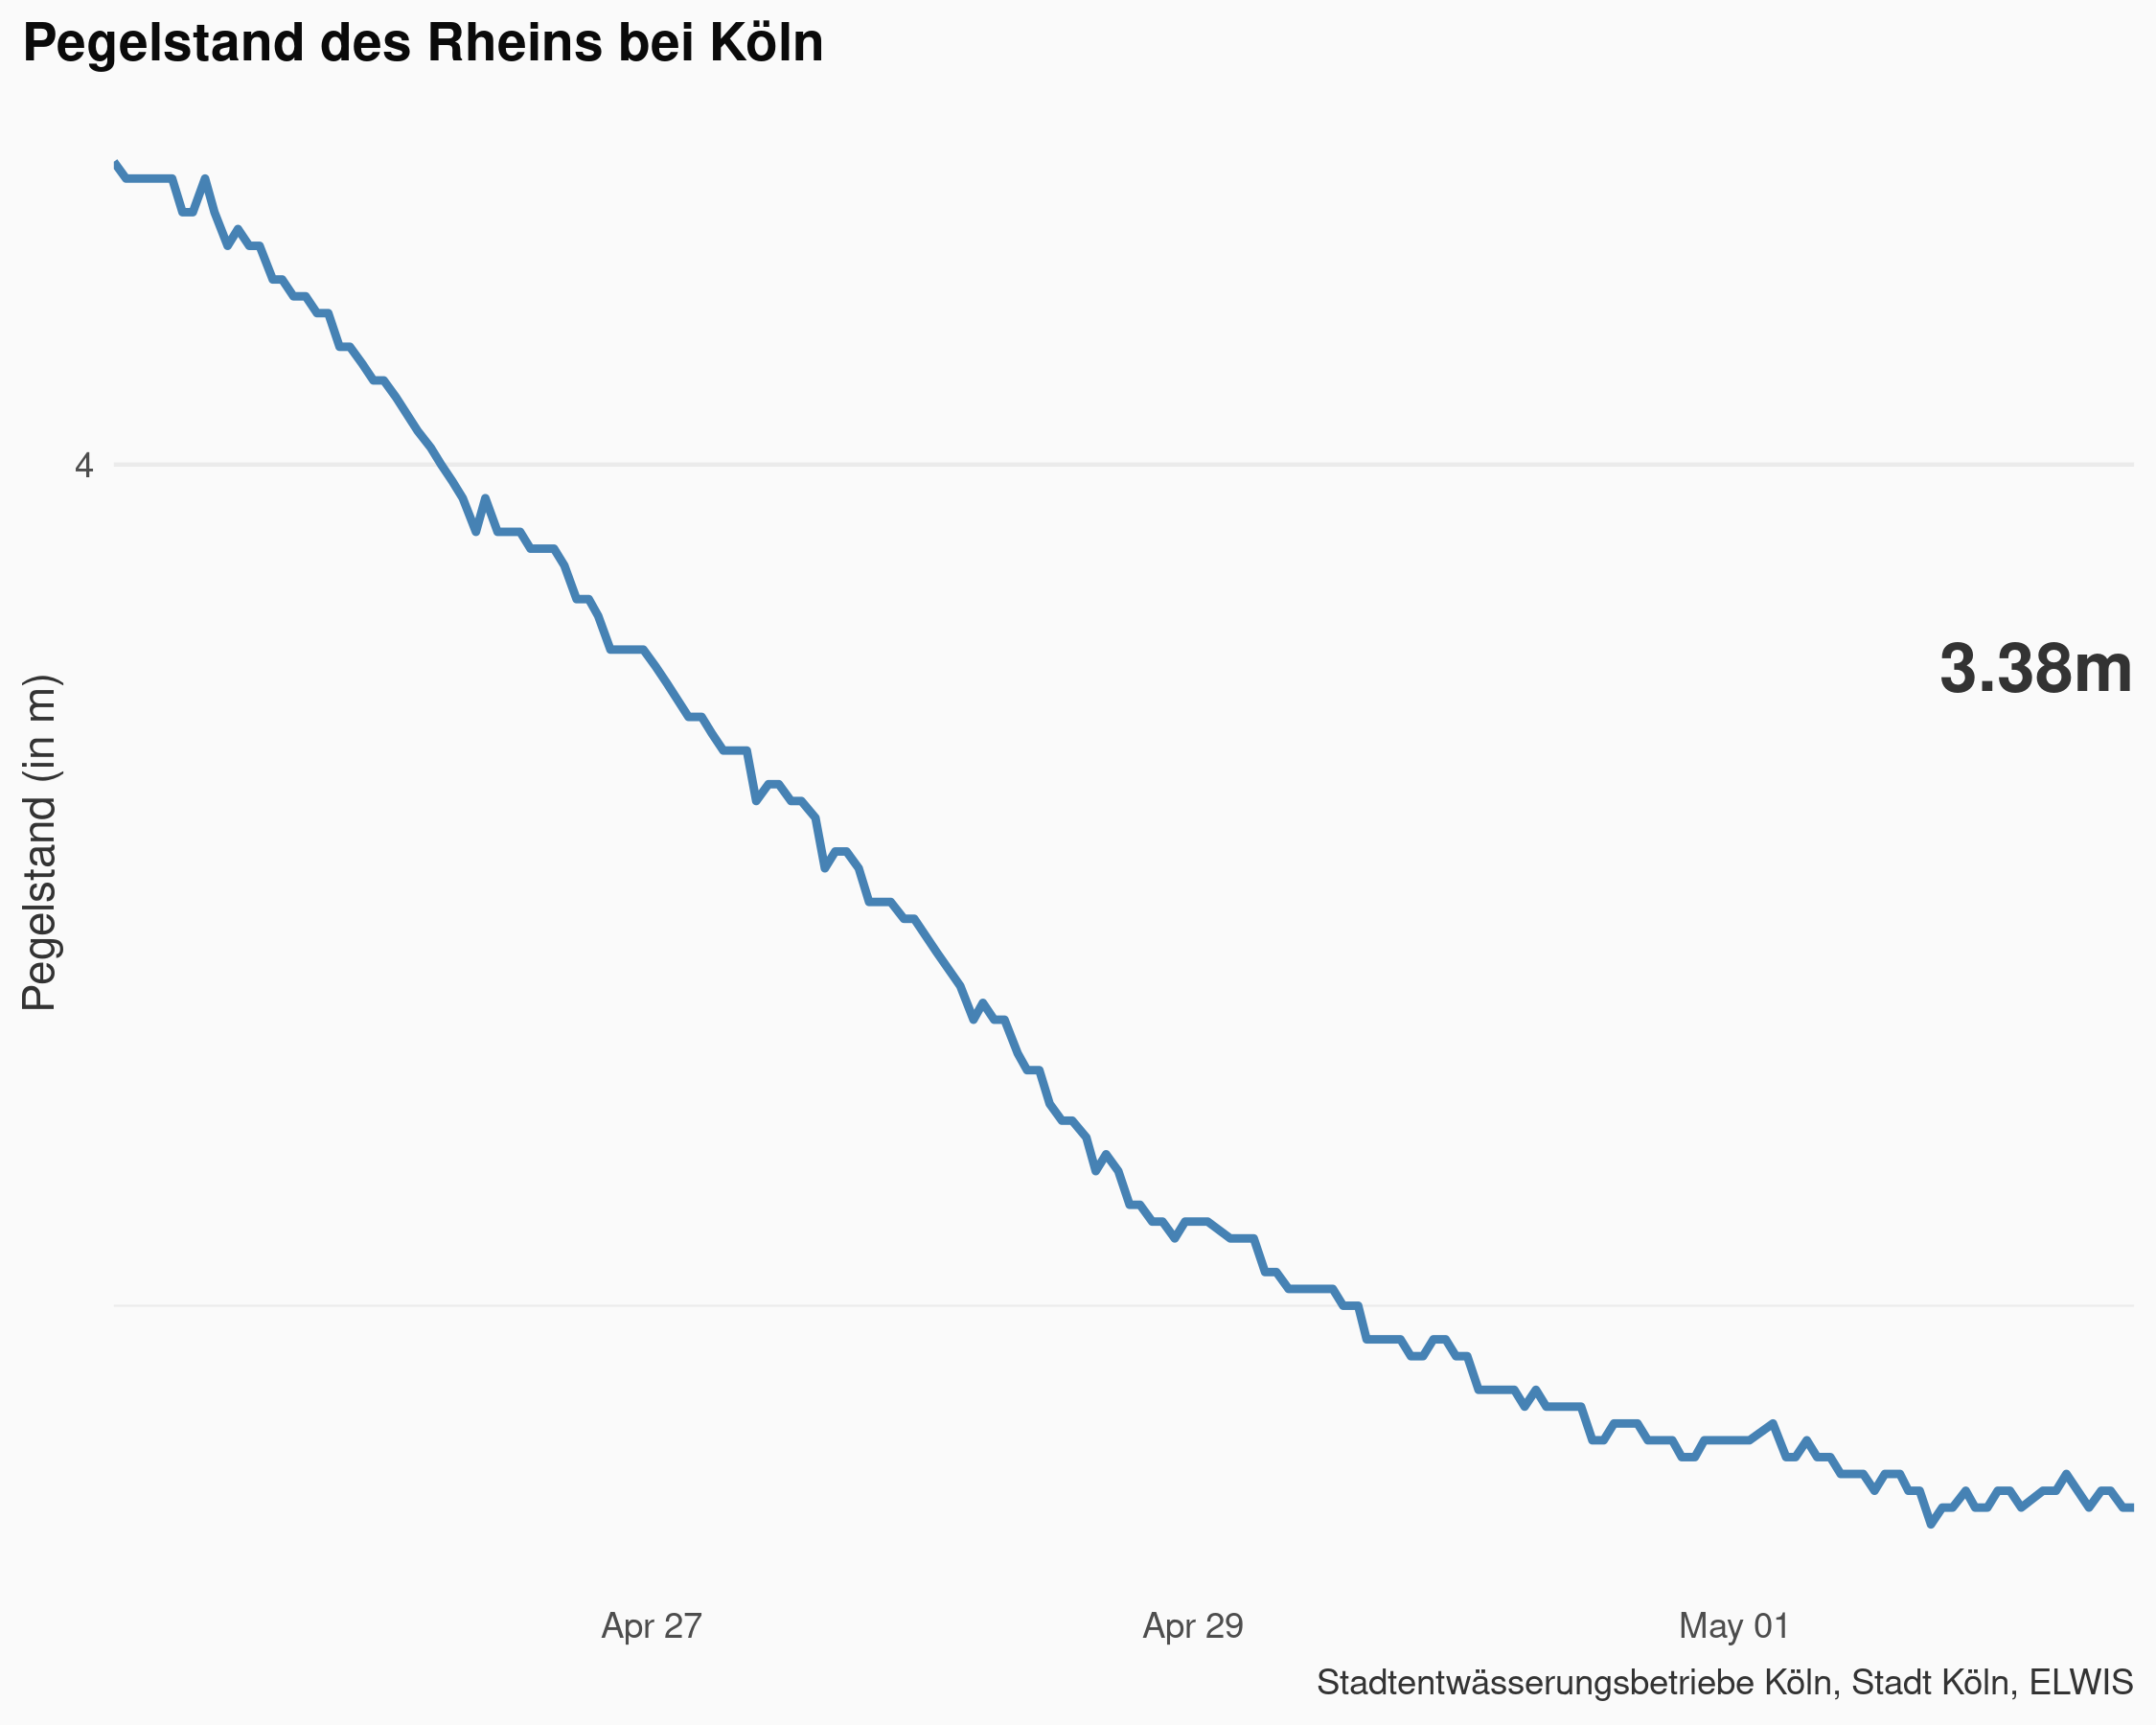 Pegelstand des Rheins bei Köln
4
3.38m
Pegelstand (in m)
Apr 27
Apr 29
May 01
Stadtentwässerungsbetriebe Köln, Stadt Köln, ELWIS